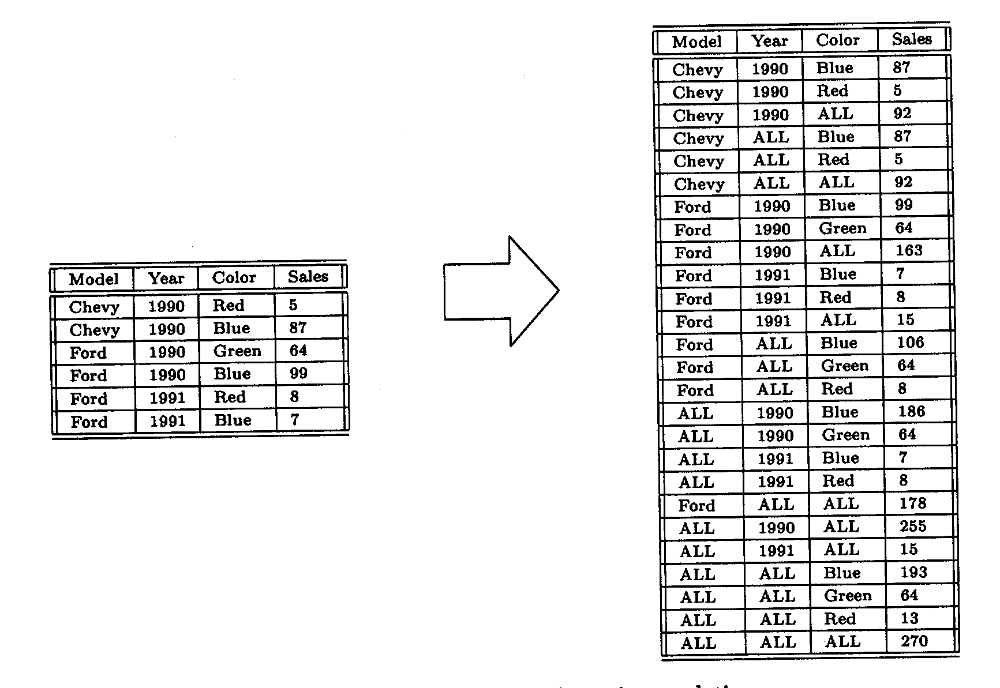 Model Year Color Sales
Chevy 1990 Red 5
Chevy 1990 Blue 87
Ford 1990 Green 64
Ford 1990 Blue 99
Ford 1991 Red 8
Ford 1991 Blue 7
Model Year Color Sales
Chevy 1990 Blue 87
Chevy 1990 Red 5
Chevy 1990 ALL 92
Chevy ALL Blue 87
Chevy ALL Red 5
Chevy ALL ALL 92
Ford 1990 Blue 99
Ford 1990 Green 64
Ford 1990 ALL 163
Ford 1991 Blue 7
Ford 1991 Red 8
Ford 1991 ALL 15
Ford ALL Blue 106
Ford ALL Green 64
Ford ALL Red 8
ALL 1990 Blue 186
ALL 1990 Green 64
ALL 1991 Blue 7
ALL 1991 Red 8
Ford ALL ALL 178
ALL 1990 ALL 255
ALL 1991 ALL 15
ALL ALL Blue 193
ALL ALL Green 64
ALL ALL Red 13
ALL ALL ALL 270